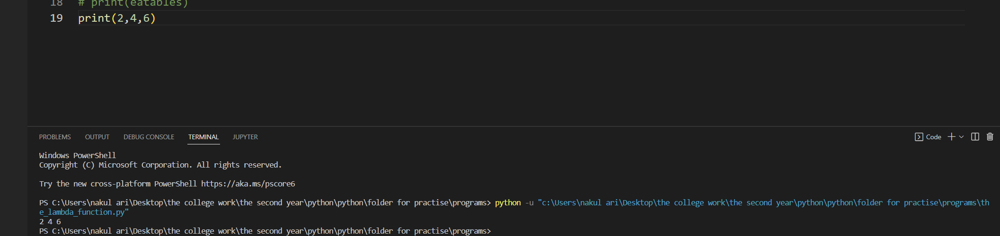 18 # print(eatables)
19 print(2,4,6)
PROBLEMS OUTPUT DEBUG CONSOLE TERMINAL JUPYTER Code
Windows PowerShell
Copyright (C) Microsoft Corporation. All rights reserved.
Try the new cross-platform PowerShell https://aka.ms/pscore6
PS C:\Users\nakul ari\Desktop\the college work\the second year\python\python\folder for practise\programs> python -u "c:\Users\nakul ari\Desktop\the college work\the second year\python\python\folder for practise\programs\th
e_lambda_function.py"
2 4 6
PS C:\Users\nakul ari\Desktop\the college work\the second year\python\python\folder for practise\programs>